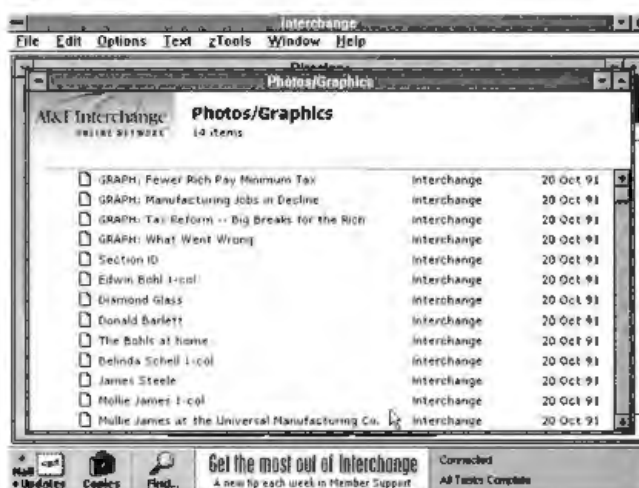 Interchange
File Edit Options Text zTools Window Help
Photos/Graphics
AT&T Interchange
ONLINE NETWORK
Photos/Graphics
14 items
GRAPH: Fewer Rich Pay Minimum Tax Interchange 20 Oct 91
GRAPH: Manufacturing Jobs in Decline Interchange 20 Oct 91
GRAPH: Tax Reform -- Big Breaks for the Rich Interchange 20 Oct 91
GRAPH: What Went Wrong Interchange 20 Oct 91
Section ID Interchange 20 Oct 91
Edwin Bohl 1-col Interchange 20 Oct 91
Diamond Glass Interchange 20 Oct 91
Donald Barlett Interchange 20 Oct 91
The Bohls at home Interchange 20 Oct 91
Belinda Schell 1-col Interchange 20 Oct 91
James Steele Interchange 20 Oct 91
Mollie James 1-col Interchange 20 Oct 91
Mollie James at the Universal Manufacturing Co. Interchange 20 Oct 91
Mail
+Updates Copies Find...
Get the most out of Interchange
A new tip each week in Member Support
Connected
All Tasks Complete